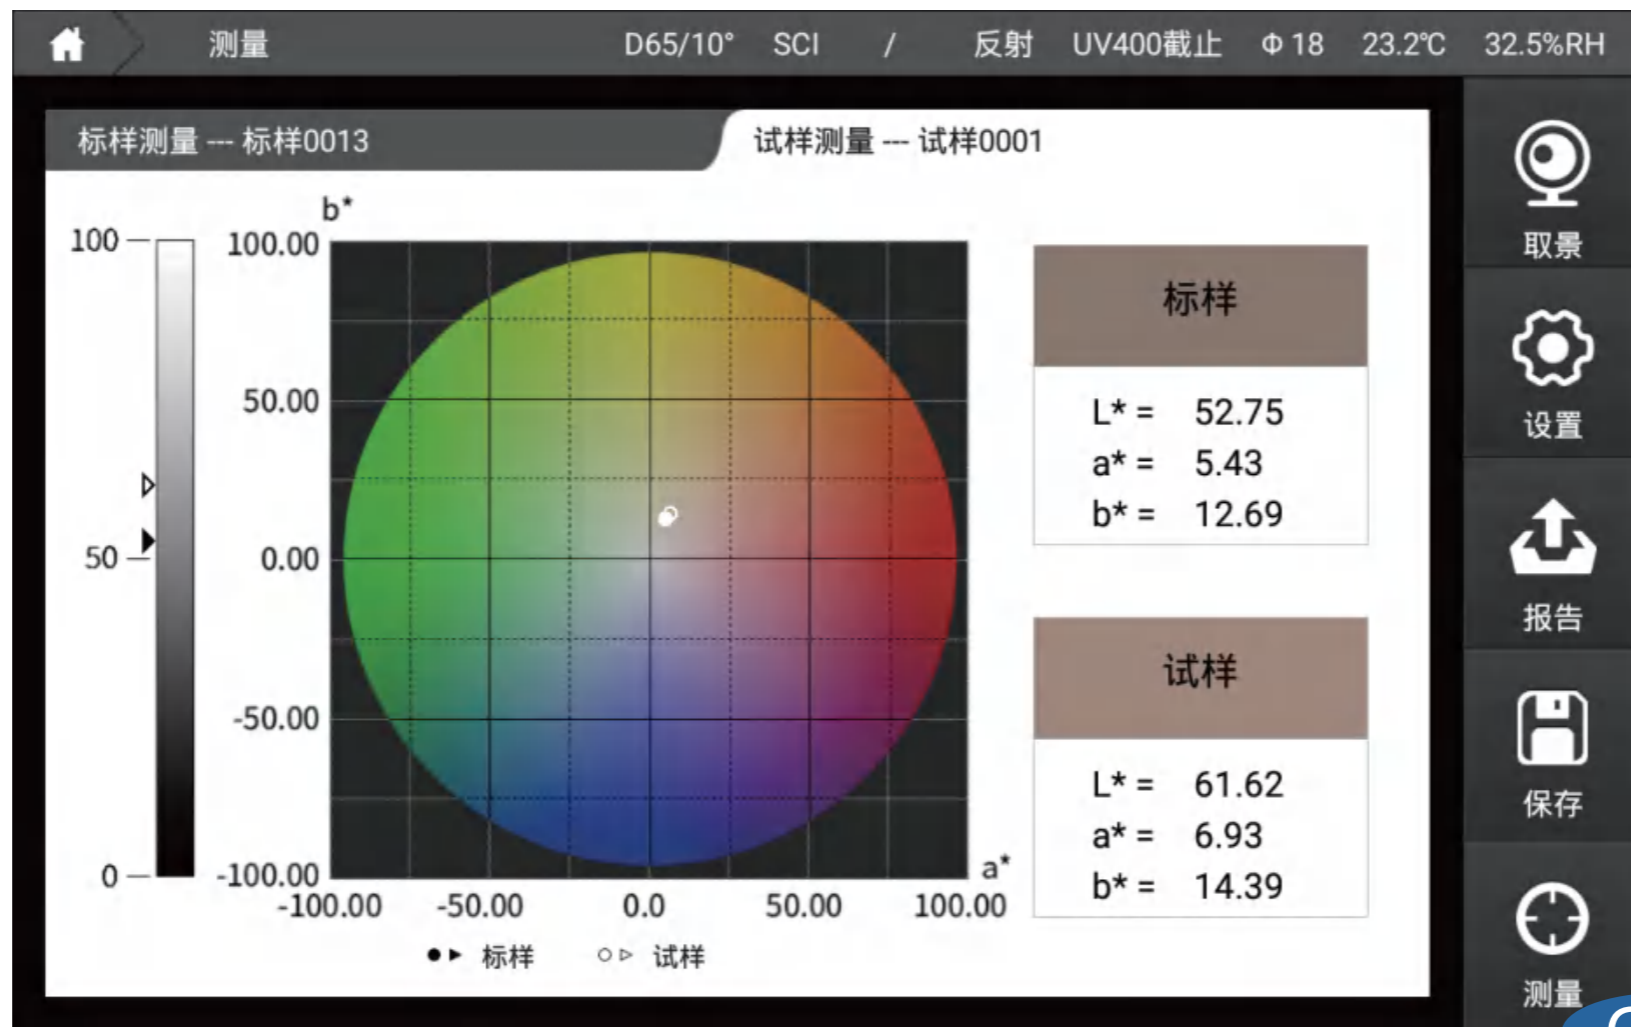 测量 D65/10° SCI / 反射 UV400截止 Φ 18 23.2℃ 32.5%RH
标样测量 --- 标样0013 试样测量 --- 试样0001
b*
100
50
0
100.00
50.00
0.00
-50.00
-100.00
-100.00 -50.00 0.0 50.00 100.00
a*
标样 试样
标样
L* = 52.75
a* = 5.43
b* = 12.69
试样
L* = 61.62
a* = 6.93
b* = 14.39
取景
设置
报告
保存
测量